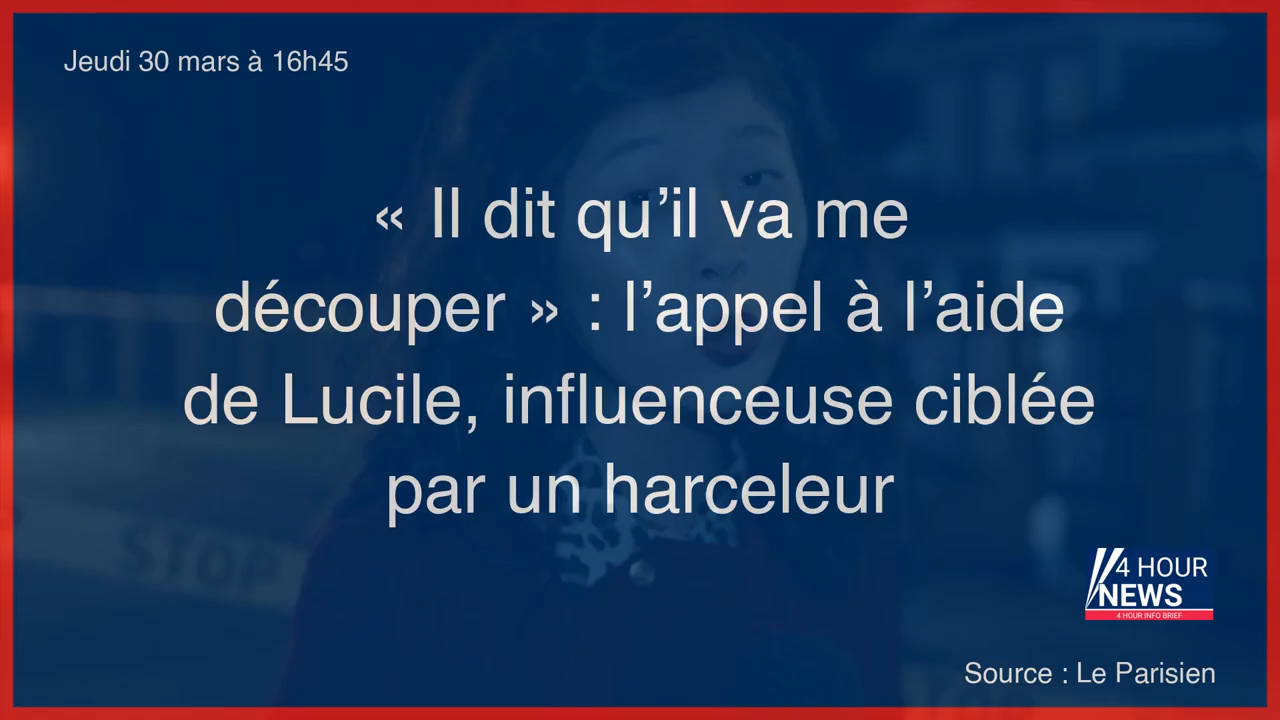 Jeudi 30 mars à 16h45
« Il dit qu’il va me
découper » : l’appel à l’aide
de Lucile, influenceuse ciblée
par un harceleur
STOP
4 HOUR
NEWS
4 HOUR INFO BRIEF
Source : Le Parisien